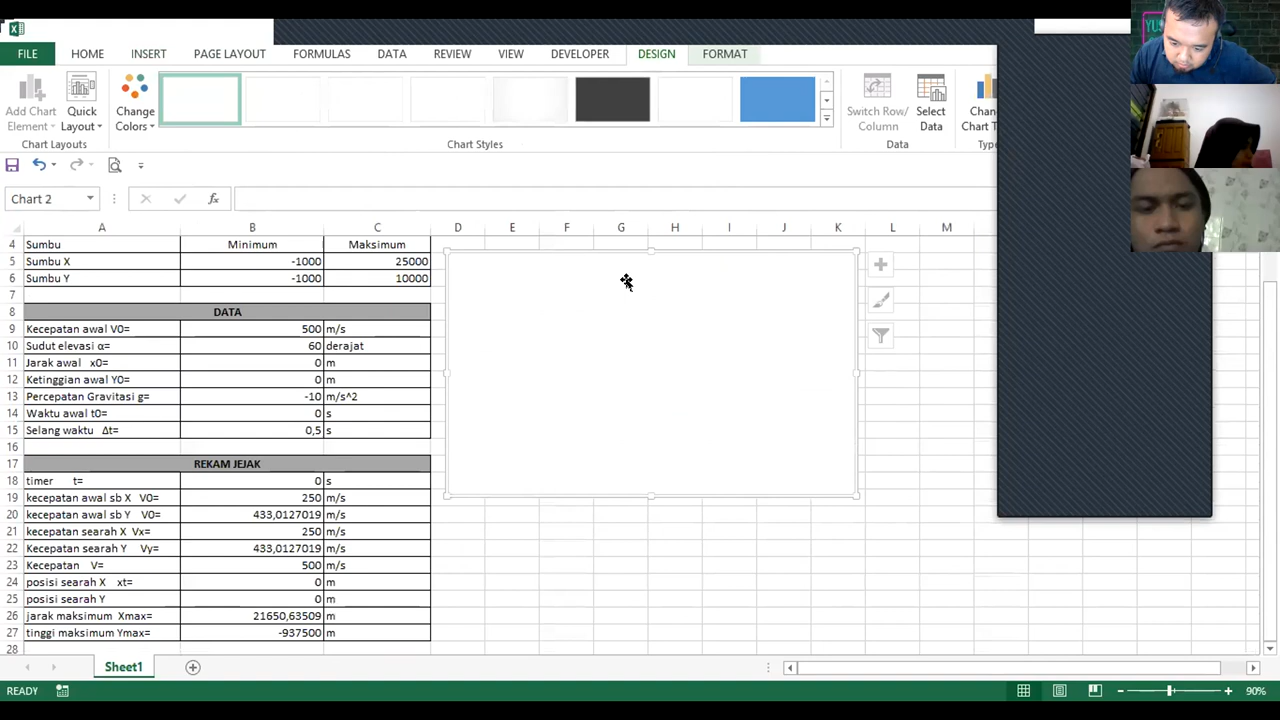 YU
FILE HOME INSERT PAGE LAYOUT FORMULAS DATA REVIEW VIEW DEVELOPER DESIGN FORMAT
Add Chart Element Quick Layout Change Colors Switch Row/ Column Select Data Chan Chart T
Chart Layouts Chart Styles Data Typ
Chart 2 fx
A B C D E F G H I J K L M
4 Sumbu Minimum Maksimum
5 Sumbu X -1000 25000
6 Sumbu Y -1000 10000
7
8 DATA
9 Kecepatan awal V0= 500 m/s
10 Sudut elevasi α= 60 derajat
11 Jarak awal x0= 0 m
12 Ketinggian awal Y0= 0 m
13 Percepatan Gravitasi g= -10 m/s^2
14 Waktu awal t0= 0 s
15 Selang waktu Δt= 0,5 s
16
17 REKAM JEJAK
18 timer t= 0 s
19 kecepatan awal sb X V0= 250 m/s
20 kecepatan awal sb Y V0= 433,0127019 m/s
21 kecepatan searah X Vx= 250 m/s
22 Kecepatan searah Y Vy= 433,0127019 m/s
23 Kecepatan V= 500 m/s
24 posisi searah X xt= 0 m
25 posisi searah Y 0 m
26 jarak maksimum Xmax= 21650,63509 m
27 tinggi maksimum Ymax= -937500 m
28
Sheet1
READY 90%